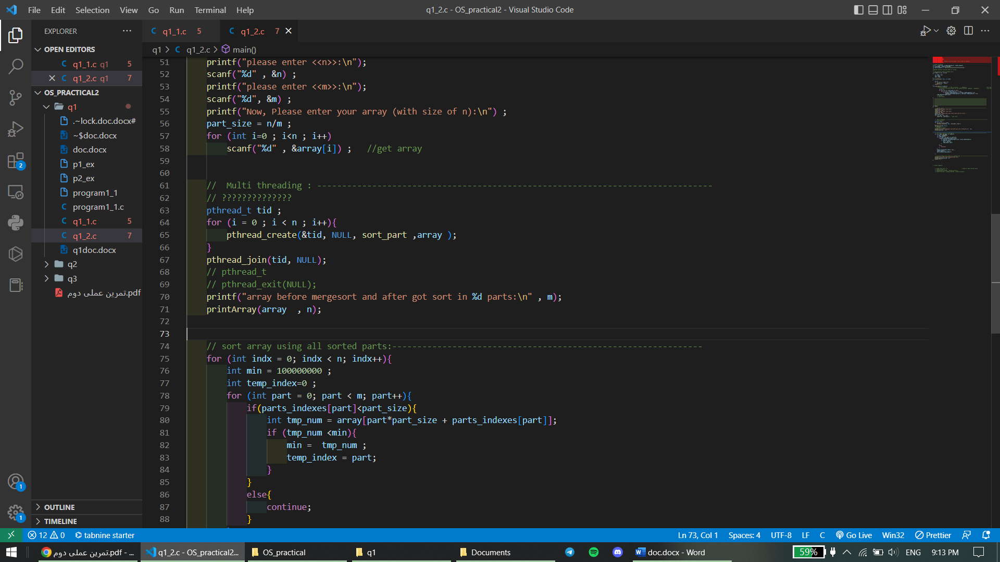 File Edit Selection View Go Run Terminal Help
q1_2.c - OS_practical2 - Visual Studio Code
EXPLORER
OPEN EDITORS
C q1_1.c q1 5
C q1_2.c q1 7
OS_PRACTICAL2
q1
.~lock.doc.docx#
~$doc.docx
doc.docx
p1_ex
p2_ex
program1_1
C program1_1.c
C q1_1.c 5
C q1_2.c 7
q1doc.docx
q2
q3
تمرین عملی دوم.pdf
OUTLINE
TIMELINE
2
1
1
C q1_1.c 5
C q1_2.c 7
q1 > C q1_2.c > main()
51 printf("please enter <<n>>:\n");
52 scanf("%d" , &n) ;
53 printf("please enter <<m>>:\n");
54 scanf("%d", &m) ;
55 printf("Now, Please enter your array (with size of n):\n") ;
56 part_size = n/m ;
57 for (int i=0 ; i<n ; i++)
58 scanf("%d" , &array[i]) ;   //get array
59
60
61 //  Multi threading : -------------------------------------------------------------------------------
62 // ??????????????
63 pthread_t tid ;
64 for (i = 0 ; i < n ; i++){
65 pthread_create(&tid, NULL, sort_part ,array );
66 }
67 pthread_join(tid, NULL);
68 // pthread_t
69 // pthread_exit(NULL);
70 printf("array before mergesort and after got sort in %d parts:\n" , m);
71 printArray(array  , n);
72
73
74 // sort array using all sorted parts:--------------------------------------------------------------
75 for (int indx = 0; indx < n; indx++){
76 int min = 100000000 ;
77 int temp_index=0 ;
78 for (int part = 0; part < m; part++){
79 if(parts_indexes[part]<part_size){
80 int tmp_num = array[part*part_size + parts_indexes[part]];
81 if (tmp_num <min){
82 min =  tmp_num ;
83 temp_index = part;
84 }
85 }
86 else{
87 continue;
88 }
12 0 tabnine starter
Ln 73, Col 1 Spaces: 4 UTF-8 LF C Go Live Win32 Prettier
تمرین عملی دوم.pdf - ...
q1_2.c - OS_practical2...
OS_practical
q1
Documents
doc.docx - Word
59%
ENG
9:13 PM